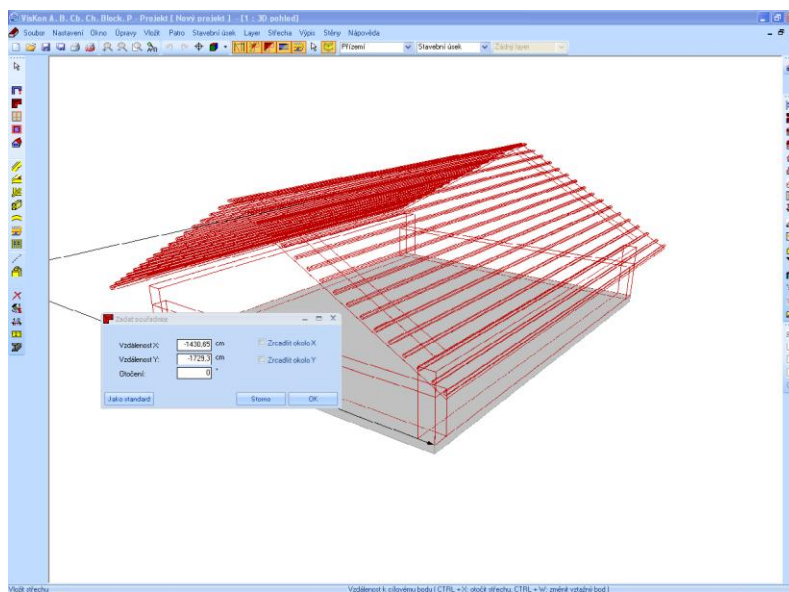 VisKon A. B. Cb. Ch. Block. P - Projekt [ Nový projekt ] - [1 : 3D pohled]
Soubor Nastavení Okno Úpravy Vložit Patro Stavební úsek Layer Střecha Výpis Stěny Nápověda
Přízemí Stavební úsek Žádný layer
Zadat souřadnice
Vzdálenost X: -1430,65 cm Zrcadlit okolo X
Vzdálenost Y: -1729,3 cm Zrcadlit okolo Y
Otočení: 0 °
Jako standard Storno OK
Vložit střechu Vzdálenost k cílovému bodu ( CTRL + X: otočit střechu, CTRL + W: změnit vztažný bod )